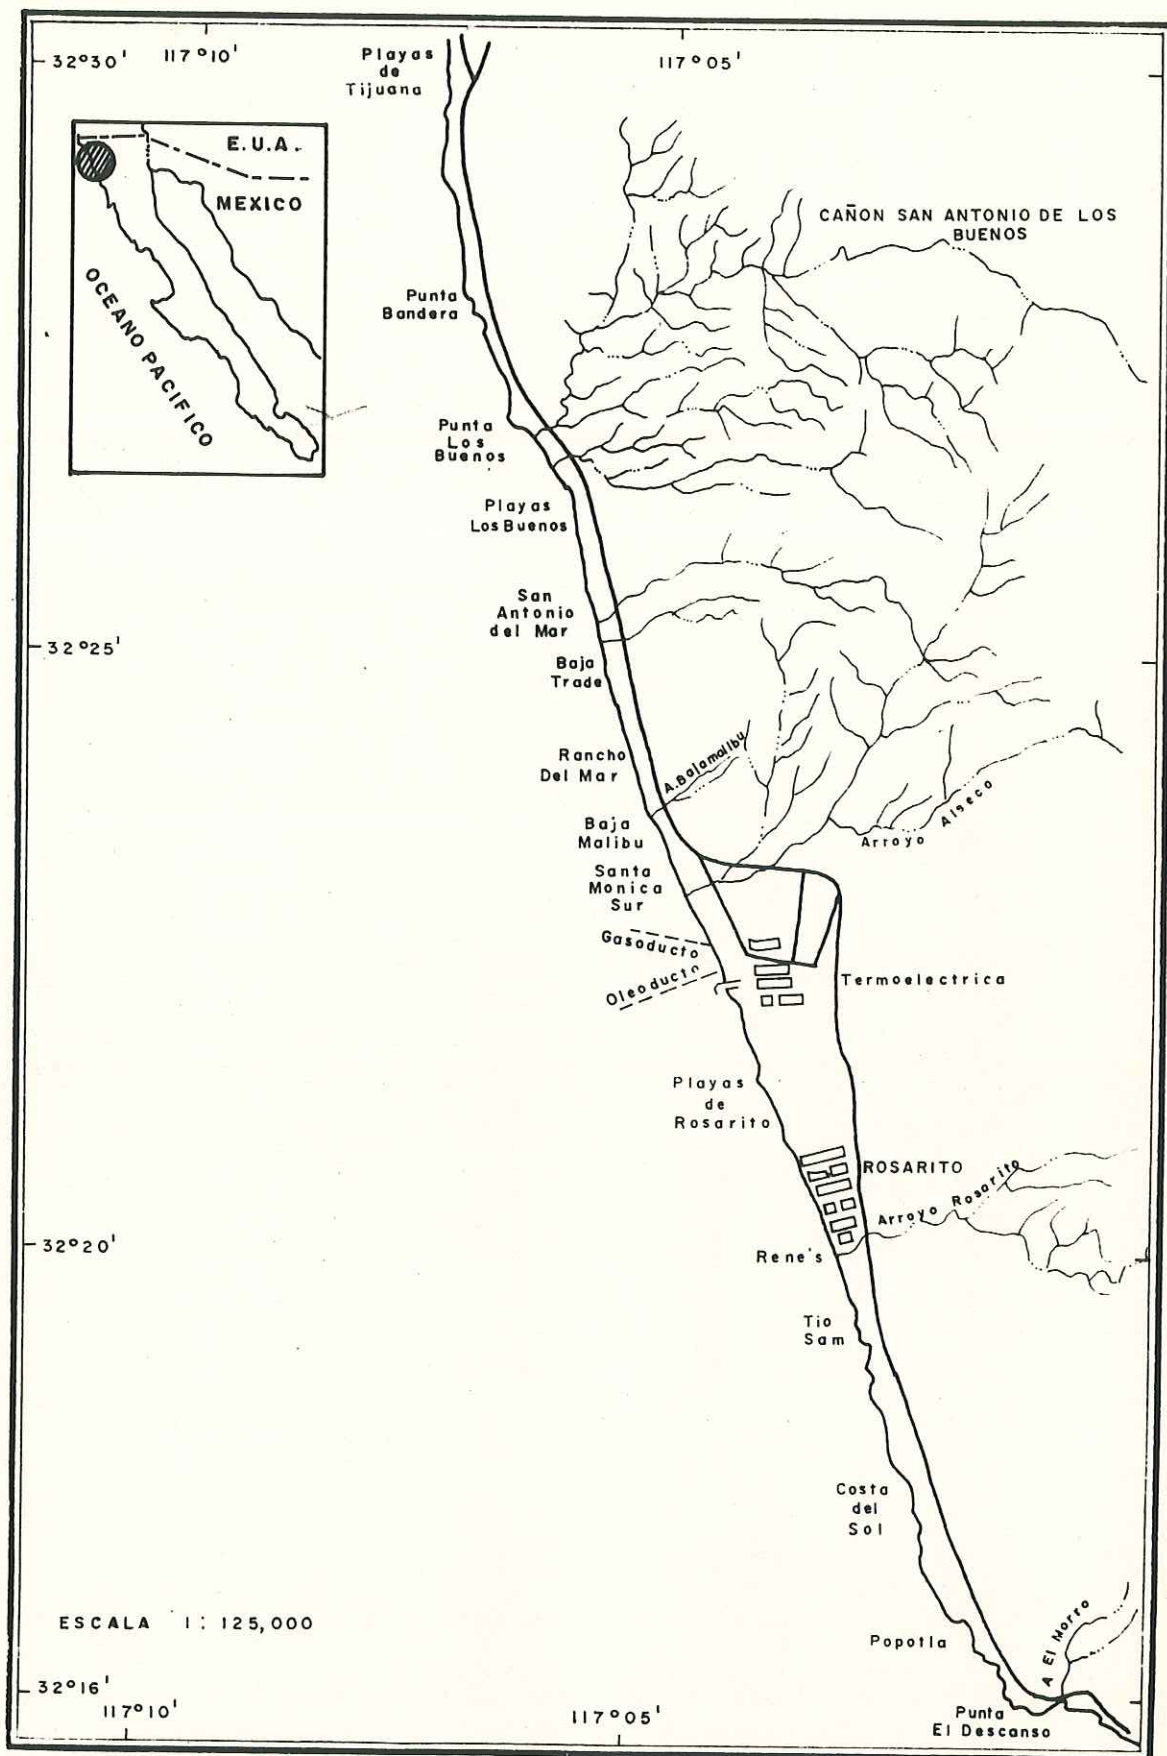 32°30'
117°10'
117°05'
Playas
de
Tijuana
E.U.A.
MEXICO
OCEANO PACIFICO
CAÑON SAN ANTONIO DE LOS
BUENOS
Punta
Bandera
Punta
Los
Buenos
Playas
Los Buenos
San
Antonio
del Mar
32°25'
Baja
Trade
Rancho
Del Mar
A. Bajamalibu
Baja
Malibu
Arroyo Alseco
Santa
Monica
Sur
Gasoducto
Oleoducto
Termoelectrica
Playas
de
Rosarito
ROSARITO
Arroyo Rosarito
32°20'
Rene's
Tio
Sam
Costa
del
Sol
ESCALA 1: 125,000
Popotla
A El Morro
32°16'
117°10'
117°05'
Punta
El Descanso